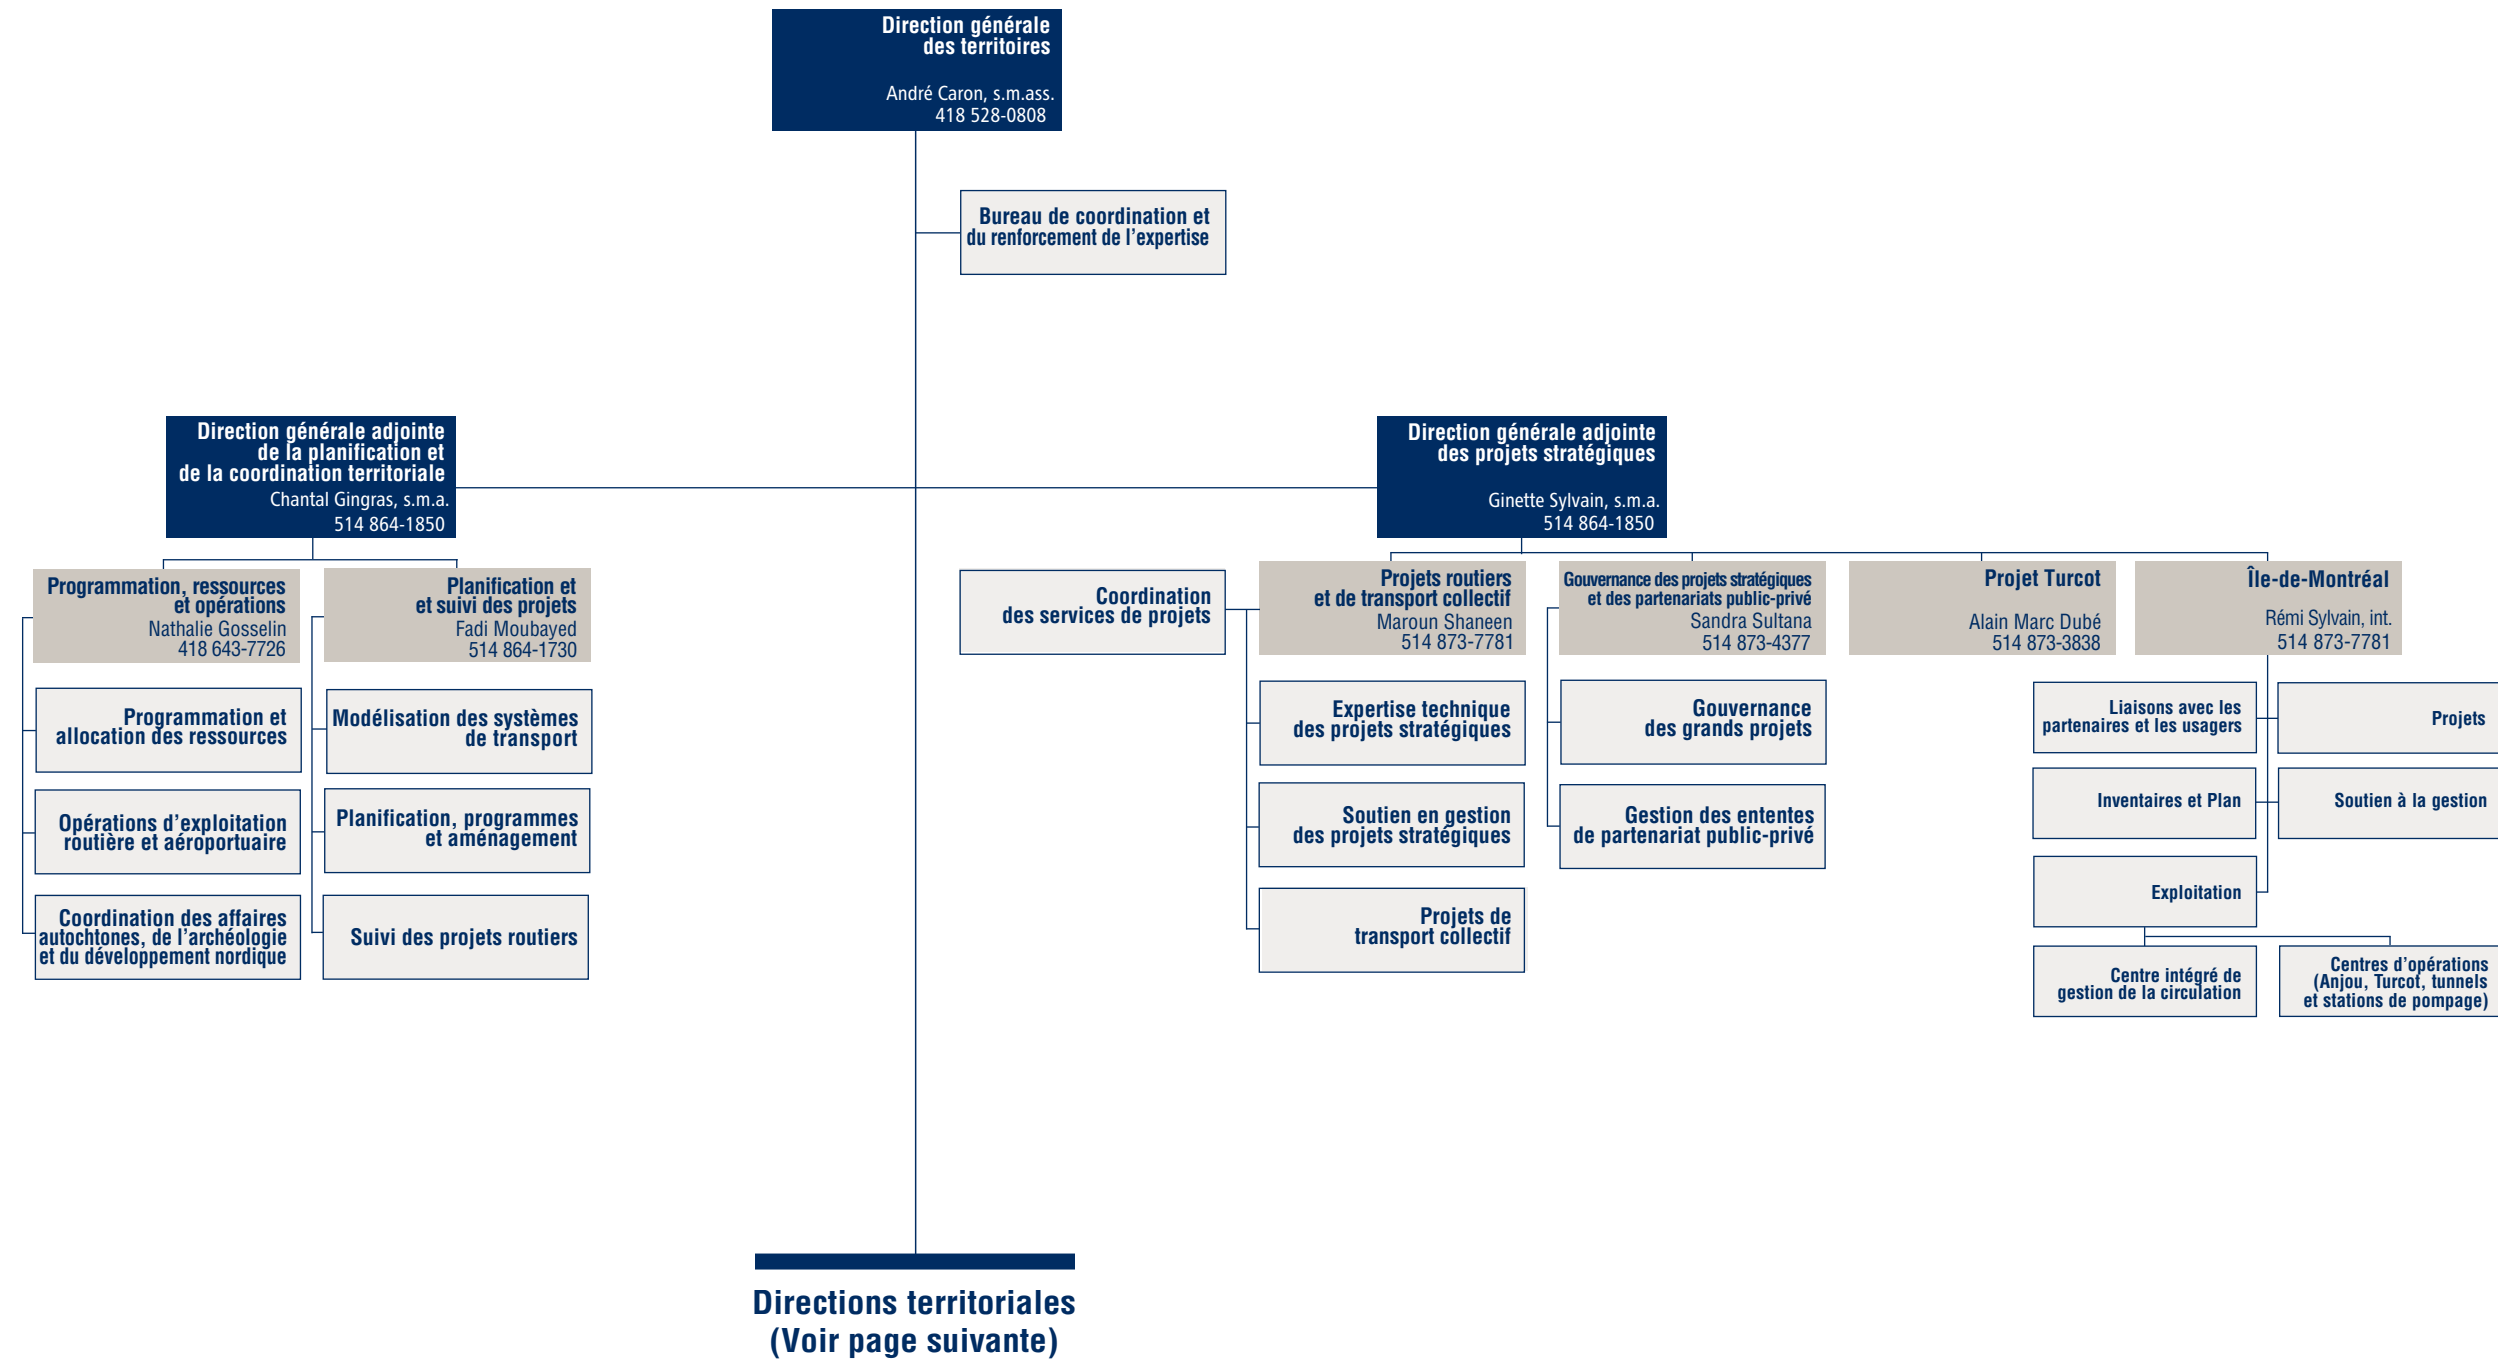 Direction générale
des territoires
André Caron, s.m.ass.
418 528-0808
Bureau de coordination et
du renforcement de l’expertise
Direction générale adjointe
de la planification et
de la coordination territoriale
Chantal Gingras, s.m.a.
514 864-1850
Direction générale adjointe
des projets stratégiques
Ginette Sylvain, s.m.a.
514 864-1850
Programmation, ressources
et opérations
Nathalie Gosselin
418 643-7726
Planification et
et suivi des projets
Fadi Moubayed
514 864-1730
Coordination
des services de projets
Projets routiers
et de transport collectif
Maroun Shaneen
514 873-7781
Gouvernance des projets stratégiques
et des partenariats public-privé
Sandra Sultana
514 873-4377
Projet Turcot
Alain Marc Dubé
514 873-3838
Île-de-Montréal
Rémi Sylvain, int.
514 873-7781
Programmation et
allocation des ressources
Modélisation des systèmes
de transport
Expertise technique
des projets stratégiques
Gouvernance
des grands projets
Liaisons avec les
partenaires et les usagers
Projets
Opérations d’exploitation
routière et aéroportuaire
Planification, programmes
et aménagement
Soutien en gestion
des projets stratégiques
Gestion des ententes
de partenariat public-privé
Inventaires et Plan
Soutien à la gestion
Coordination des affaires
autochtones, de l’archéologie
et du développement nordique
Suivi des projets routiers
Projets de
transport collectif
Exploitation
Centre intégré de
gestion de la circulation
Centres d’opérations
(Anjou, Turcot, tunnels
et stations de pompage)
Directions territoriales
(Voir page suivante)